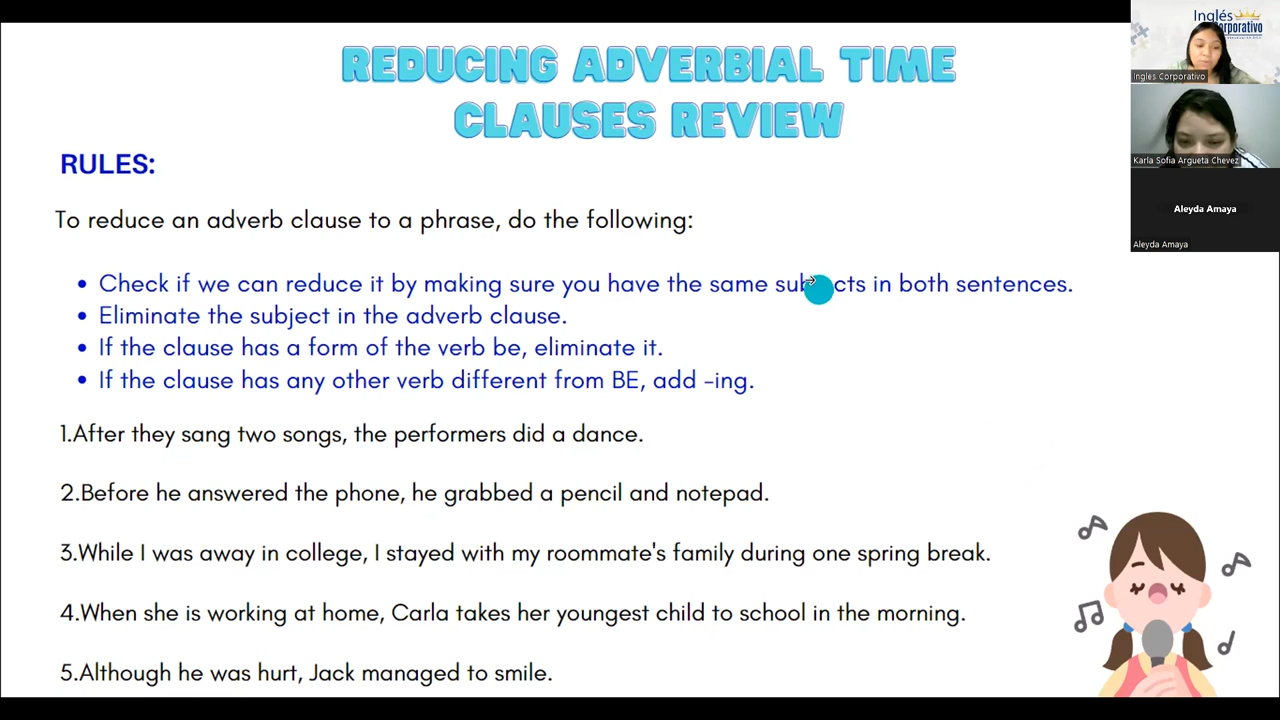 REDUCING ADVERBIAL TIME
CLAUSES REVIEW
RULES:
To reduce an adverb clause to a phrase, do the following:
• Check if we can reduce it by making sure you have the same subjects in both sentences.
• Eliminate the subject in the adverb clause.
• If the clause has a form of the verb be, eliminate it.
• If the clause has any other verb different from BE, add -ing.
1.After they sang two songs, the performers did a dance.
2.Before he answered the phone, he grabbed a pencil and notepad.
3.While I was away in college, I stayed with my roommate's family during one spring break.
4.When she is working at home, Carla takes her youngest child to school in the morning.
5.Although he was hurt, Jack managed to smile.
Inglés
Corporativo
Ingles Corporativo
Karla Sofia Argueta Chevez
Aleyda Amaya
Aleyda Amaya